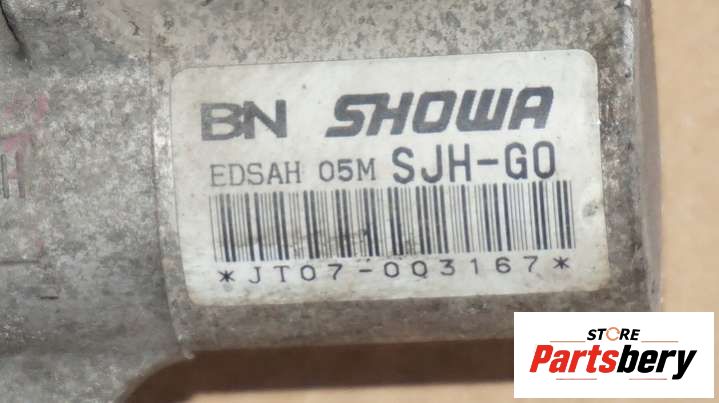 BN SHOWA
EDSAH 05M SJH-G0
*JT07-003167*
STORE
Partsbery